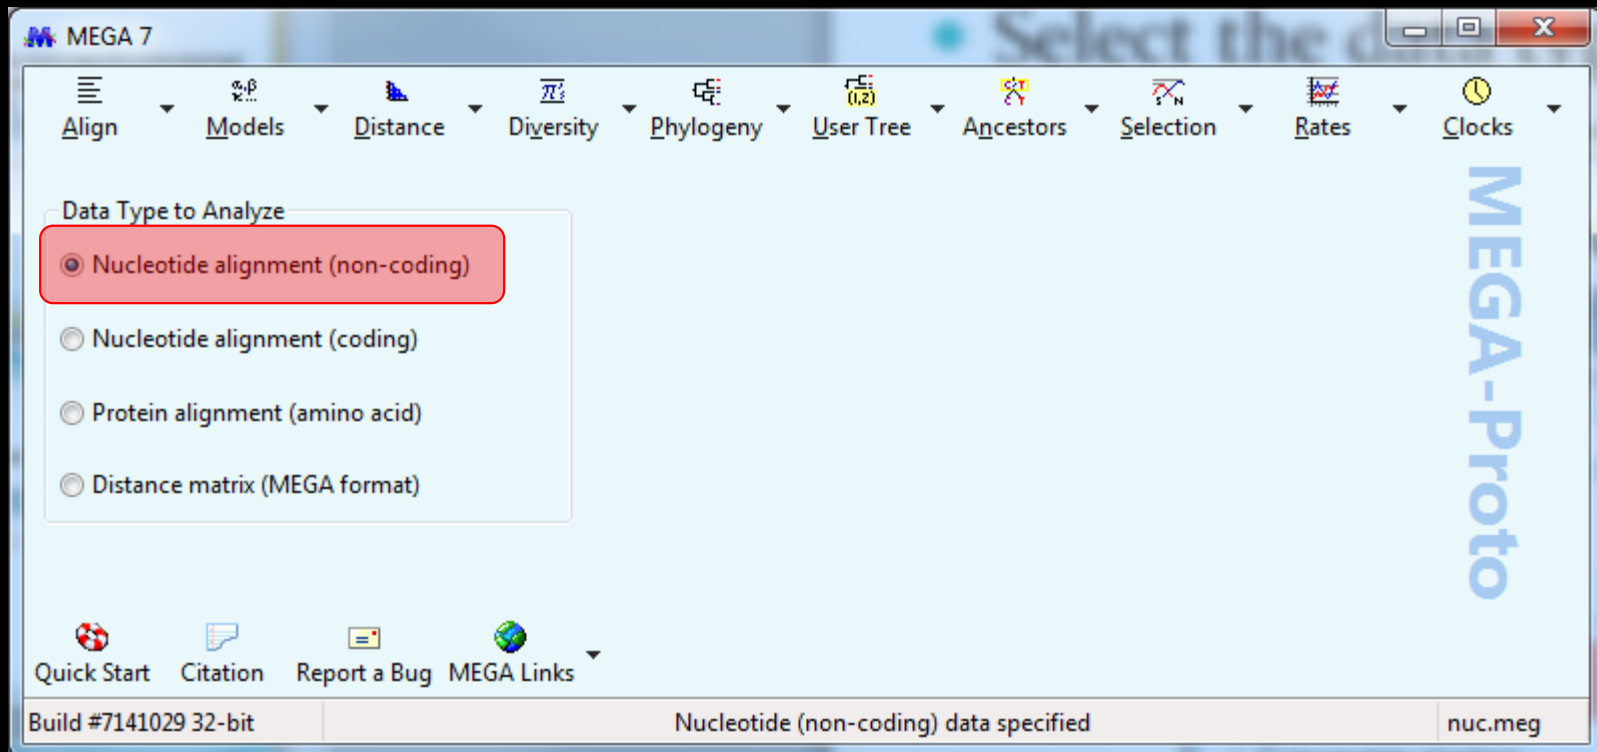 MEGA 7
Select the data
Align Models Distance Diversity Phylogeny User Tree Ancestors Selection Rates Clocks
MEGA-Proto
Data Type to Analyze
Nucleotide alignment (non-coding)
Nucleotide alignment (coding)
Protein alignment (amino acid)
Distance matrix (MEGA format)
Quick Start Citation Report a Bug MEGA Links
Build #7141029 32-bit Nucleotide (non-coding) data specified nuc.meg